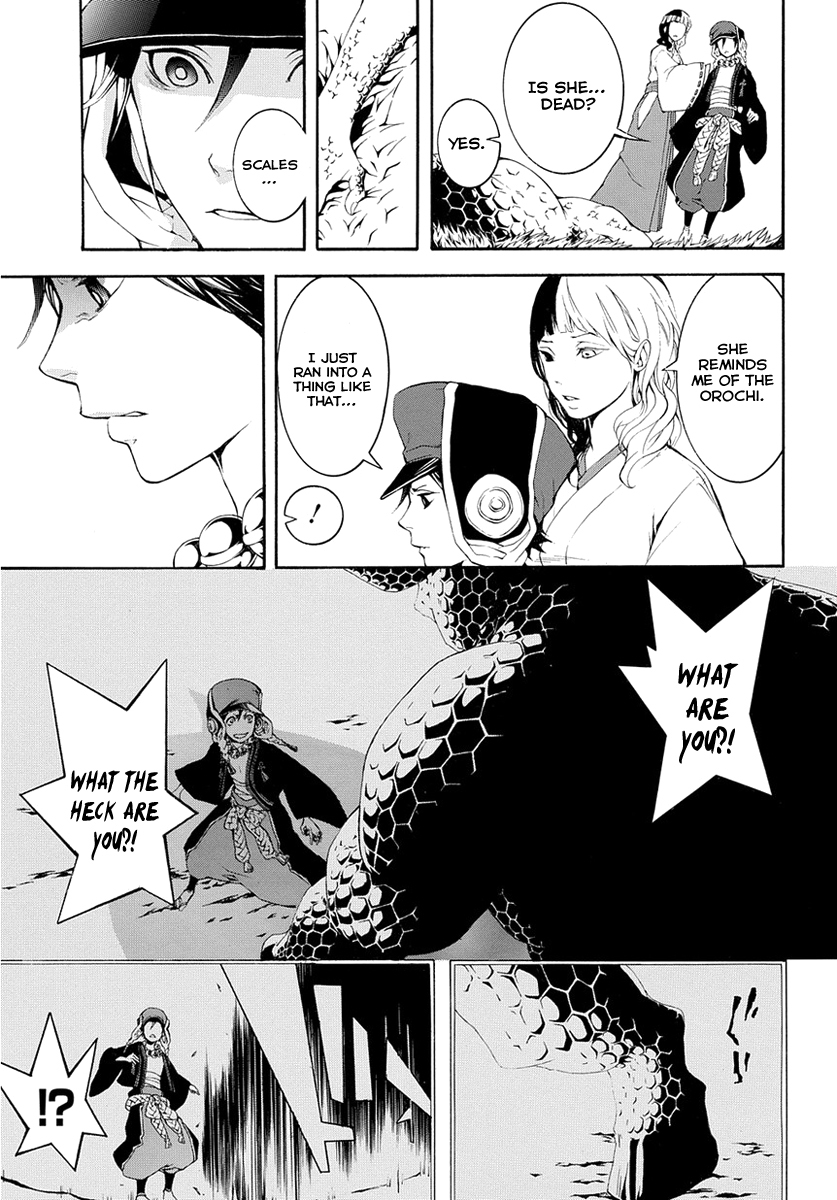 IS SHE...
DEAD?
YES.
SCALES
...
SHE
REMINDS
ME OF THE
OROCHI.
I JUST
RAN INTO A
THING LIKE
THAT...
!
WHAT
ARE
YOU?!
WHAT THE
HECK ARE
YOU?!
!?